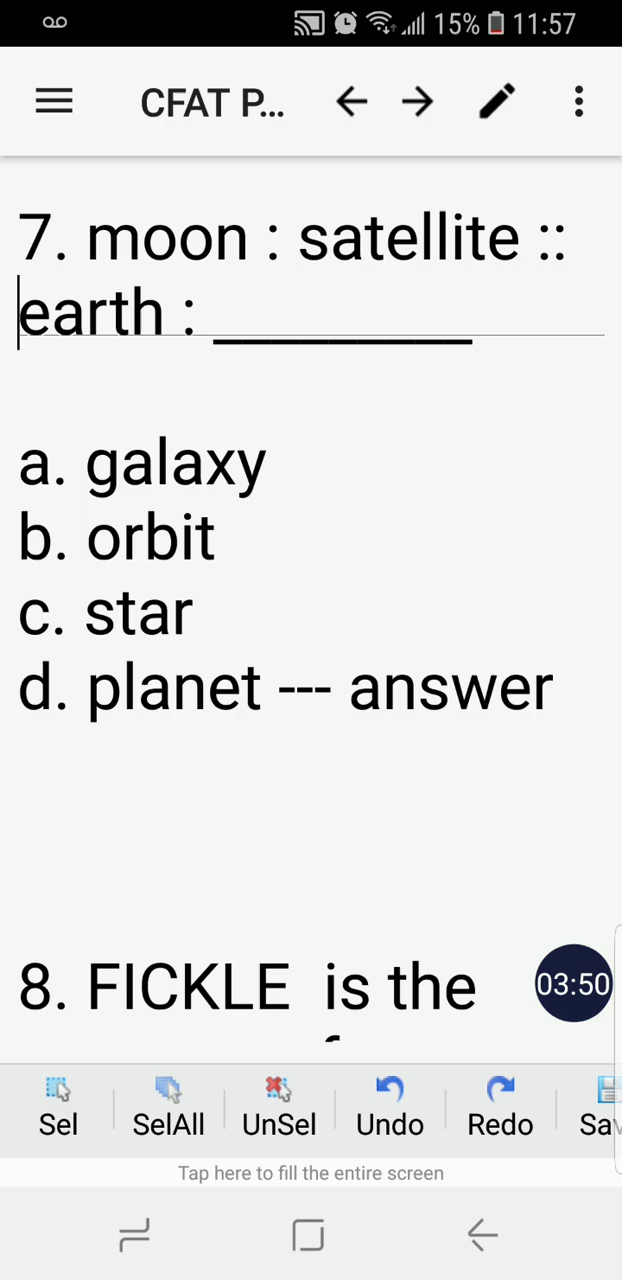 15% 11:57
CFAT P...
7. moon : satellite ::
earth : _________
a. galaxy
b. orbit
c. star
d. planet --- answer
8. FICKLE is the
03:50
Sel SelAll UnSel Undo Redo
Tap here to fill the entire screen